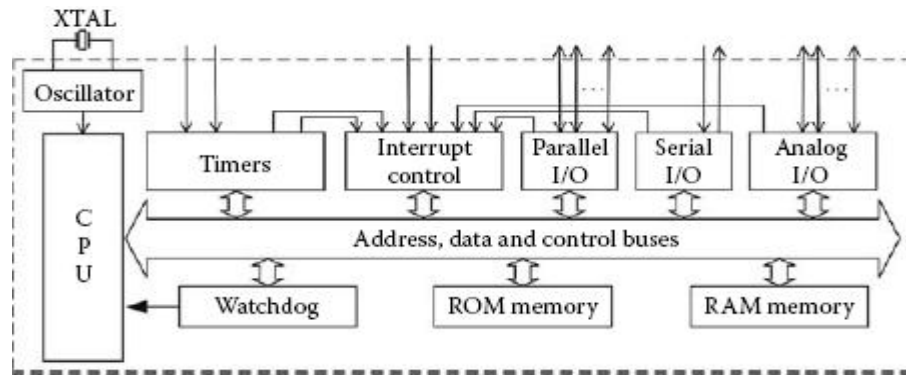 XTAL
Oscillator
Timers
Interrupt
control
Parallel
I/O
Serial
I/O
Analog
I/O
C
P
U
Address, data and control buses
Watchdog
ROM memory
RAM memory